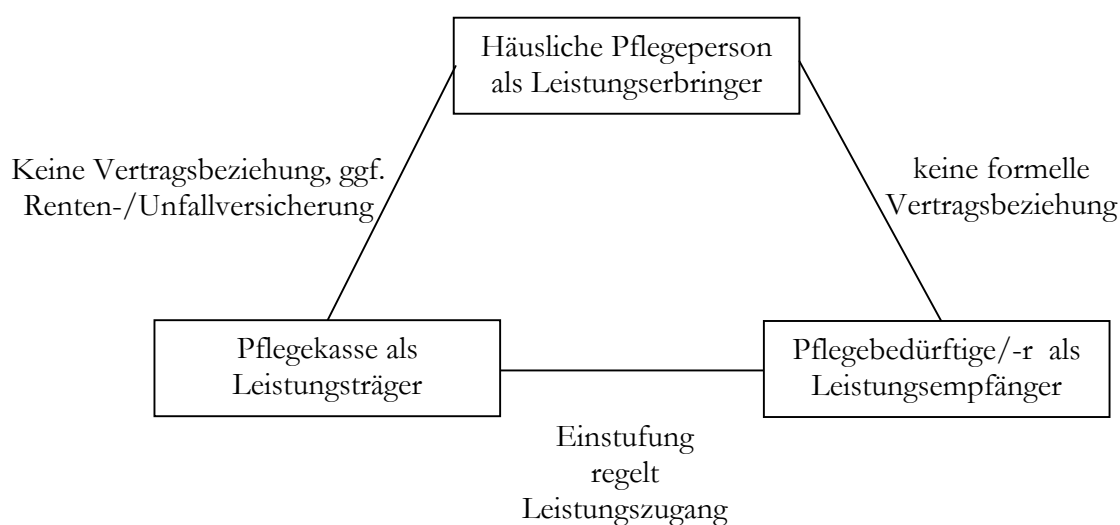 Häusliche Pflegeperson
als Leistungserbringer
Keine Vertragsbeziehung, ggf.
Renten-/Unfallversicherung
keine formelle
Vertragsbeziehung
Pflegekasse als
Leistungsträger
Pflegebedürftige/-r als
Leistungsempfänger
Einstufung
regelt
Leistungszugang